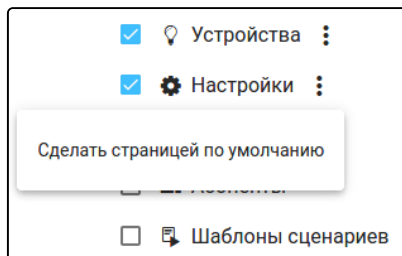 Устройства
Настройки
Сделать страницей по умолчанию
Шаблоны сценариев